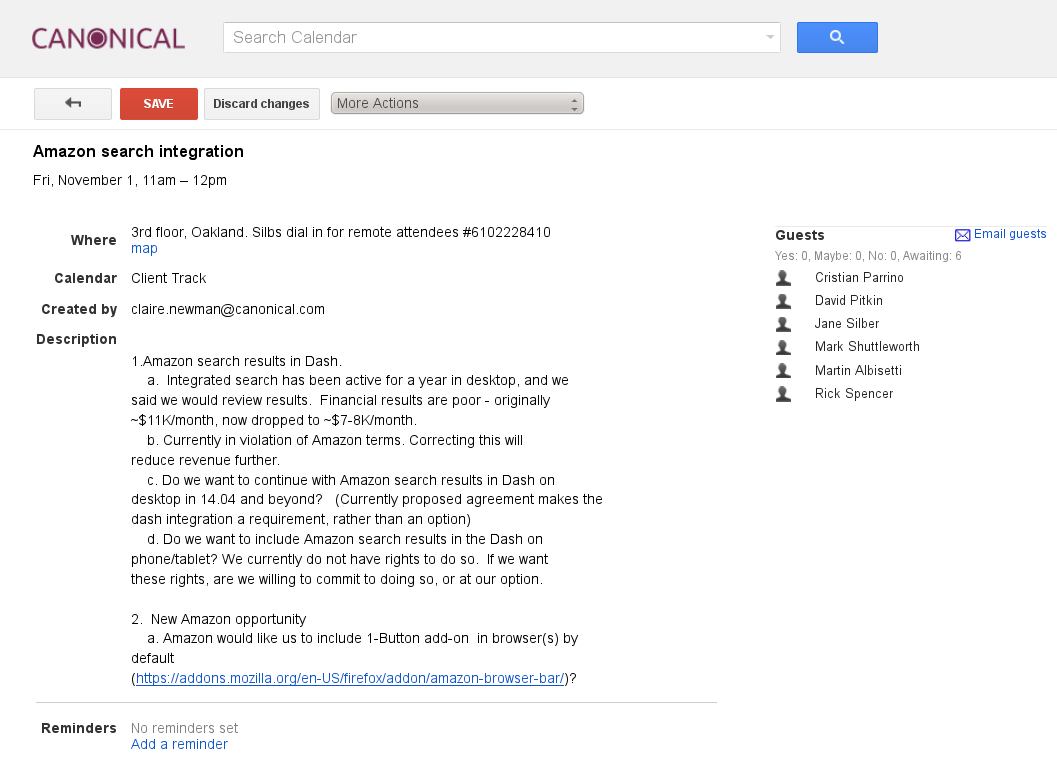 CANONICAL
Search Calendar
SAVE
Discard changes
More Actions
Amazon search integration
Fri, November 1, 11am – 12pm
Where
3rd floor, Oakland. Silbs dial in for remote attendees #6102228410
map
Calendar
Client Track
Created by
claire.newman@canonical.com
Description
1.Amazon search results in Dash.
a.  Integrated search has been active for a year in desktop, and we
said we would review results.  Financial results are poor - originally
~$11K/month, now dropped to ~$7-8K/month.
b. Currently in violation of Amazon terms. Correcting this will
reduce revenue further.
c. Do we want to continue with Amazon search results in Dash on
desktop in 14.04 and beyond?   (Currently proposed agreement makes the
dash integration a requirement, rather than an option)
d. Do we want to include Amazon search results in the Dash on
phone/tablet? We currently do not have rights to do so.  If we want
these rights, are we willing to commit to doing so, or at our option.
2.  New Amazon opportunity
a. Amazon would like us to include 1-Button add-on  in browser(s) by
default
(https://addons.mozilla.org/en-US/firefox/addon/amazon-browser-bar/)?
Reminders
No reminders set
Add a reminder
Guests
Email guests
Yes: 0, Maybe: 0, No: 0, Awaiting: 6
Cristian Parrino
David Pitkin
Jane Silber
Mark Shuttleworth
Martin Albisetti
Rick Spencer